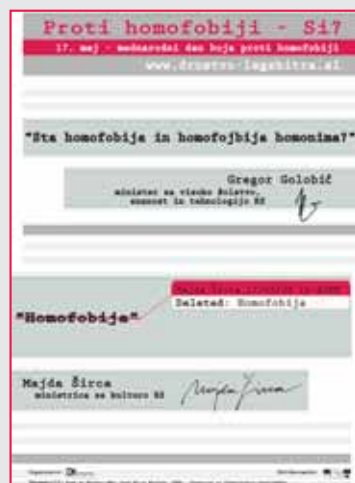 Proti homofobiji - Si?
17. maj - mednarodni dan boja proti homofobiji
www.drustvo-legebitra.si
"Sta homofobija in homofojbija homonima?"
Gregor Golobič
minister za visoko šolstvo,
znanost in tehnologijo RS
Deleted: Homofobija
"Homofobija"
Majda Širca
ministrica za kulturo RS